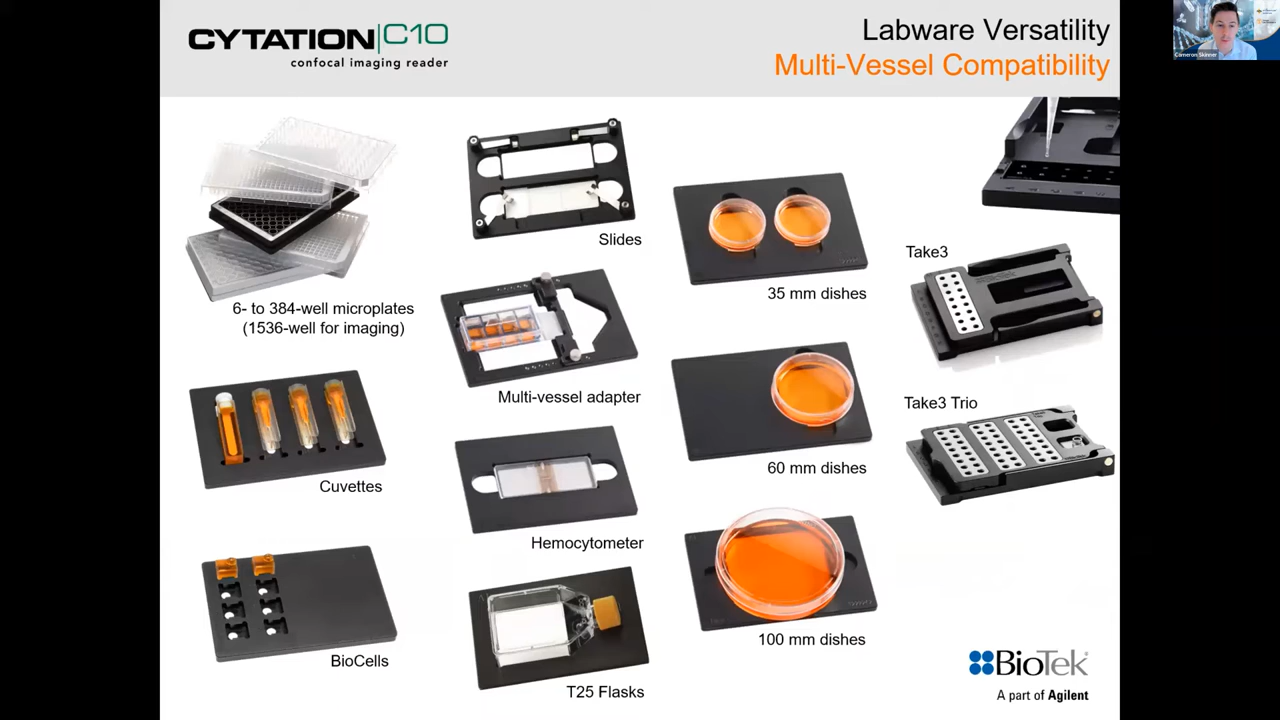 CYTATION|C10
confocal imaging reader
Labware Versatility
Multi-Vessel Compatibility
Cameron Skinner
6- to 384-well microplates
(1536-well for imaging)
Slides
35 mm dishes
Take3
Multi-vessel adapter
Cuvettes
60 mm dishes
Take3 Trio
Hemocytometer
BioCells
T25 Flasks
100 mm dishes
BioTek
A part of Agilent